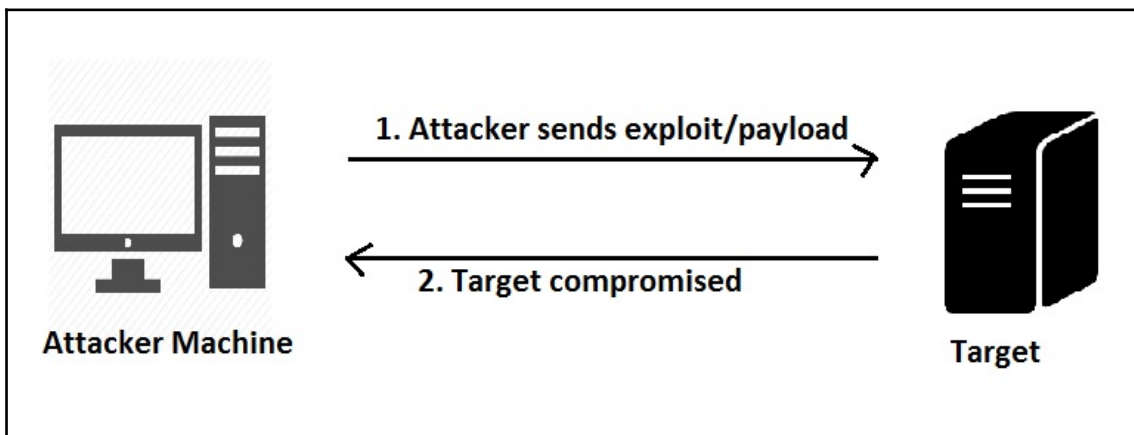 1. Attacker sends exploit/payload
2. Target compromised
Attacker Machine
Target